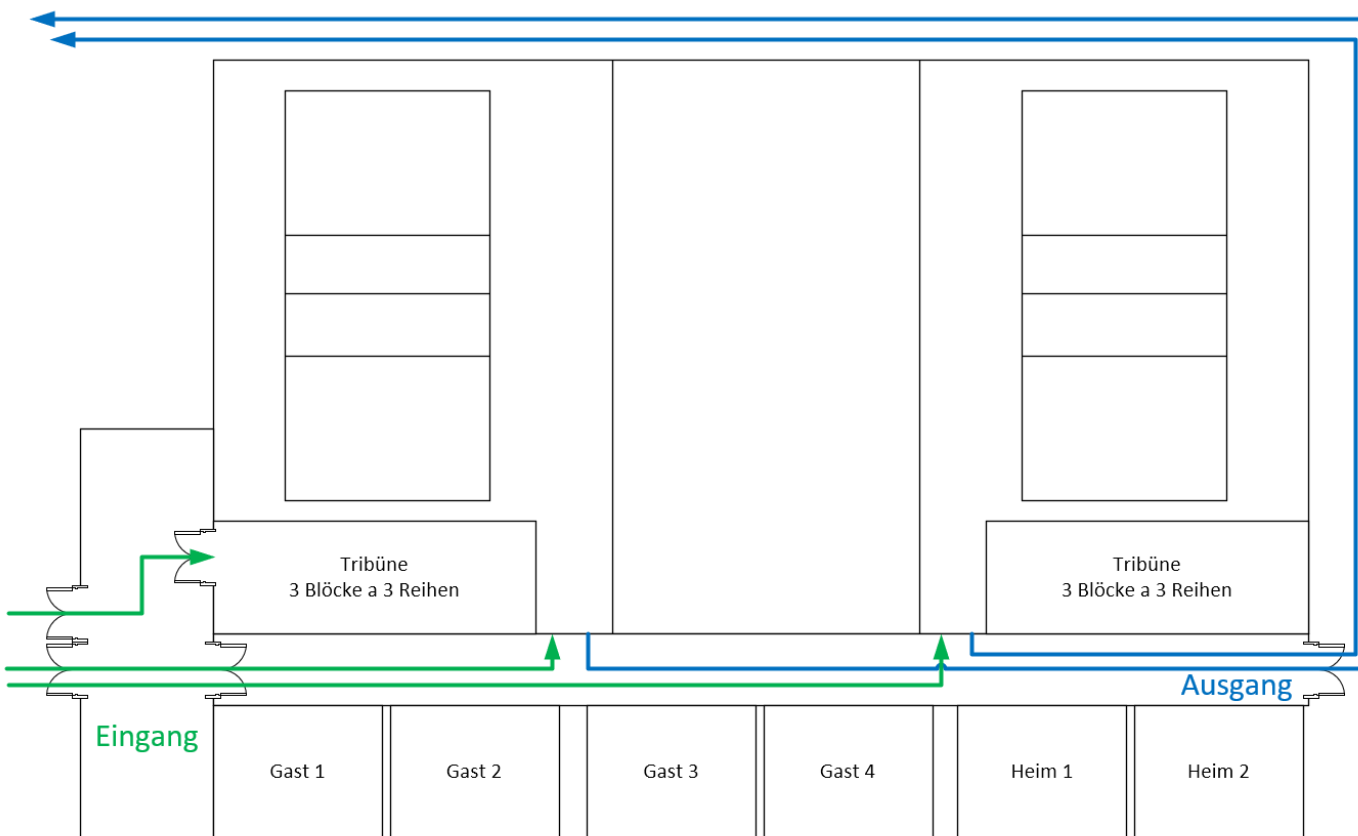 Tribüne
3 Blöcke a 3 Reihen
Tribüne
3 Blöcke a 3 Reihen
Ausgang
Eingang
Gast 1
Gast 2
Gast 3
Gast 4
Heim 1
Heim 2